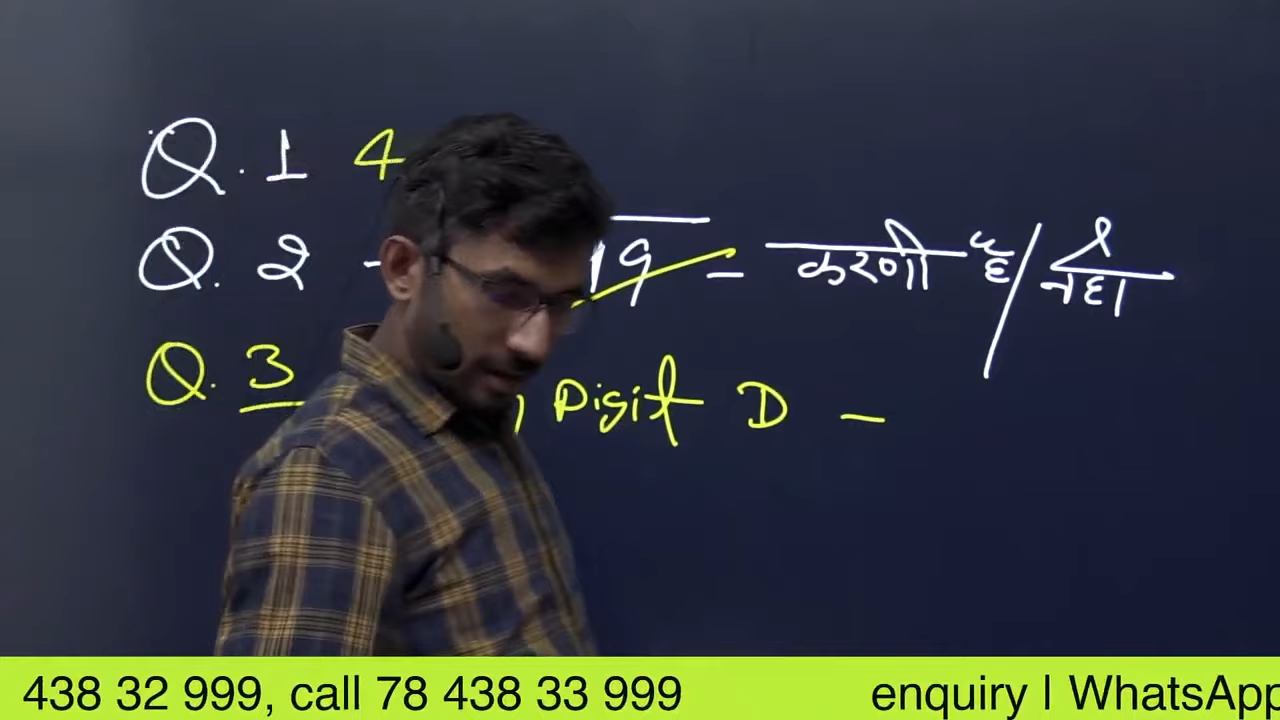 Q. 1 4
Q. 2 - 19 = करणी है / नहीं
Q. 3 , Digit D -
438 32 999, call 78 438 33 999 enquiry | WhatsApp